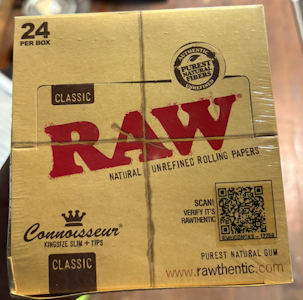 24
PER BOX
AUTHENTIC
PUREST
NATURAL
FIBERS
UNREFINED
CLASSIC
RAW
NATURAL UNREFINED ROLLING PAPERS
SCAN!
VERIFY IT'S
RAWTHENTIC
Connoisseur
KINGSIZE SLIM + TIPS
CLASSIC
PUREST NATURAL GUM
www.rawthentic.com